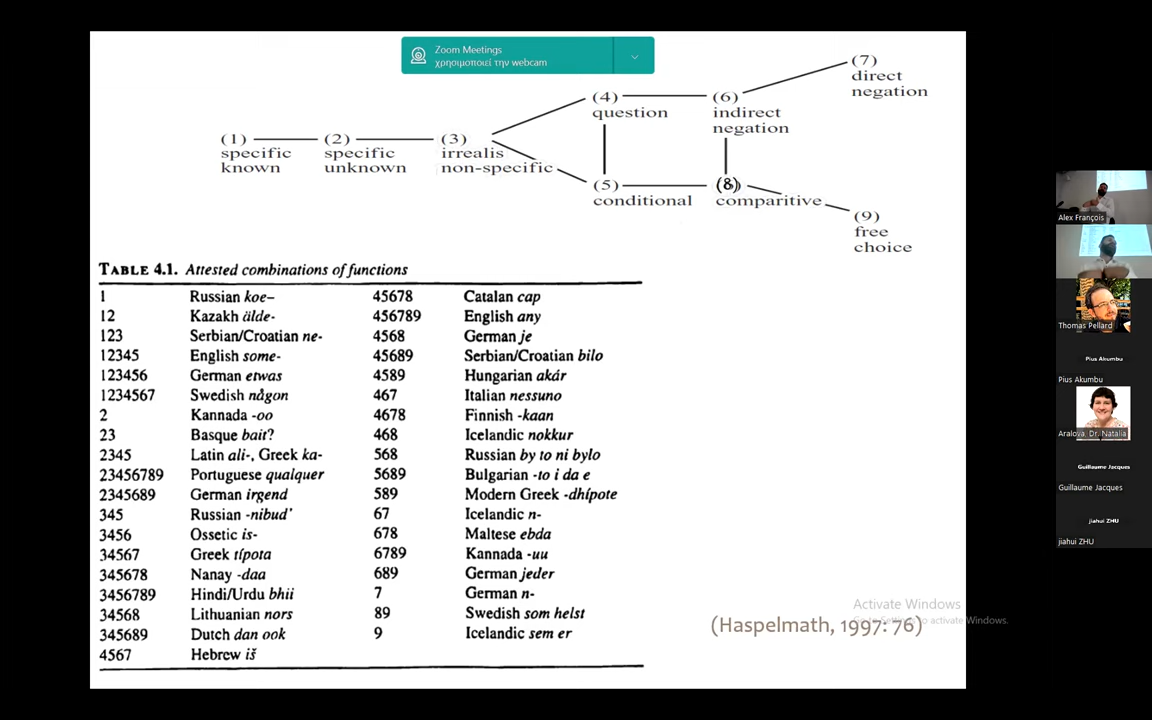 Zoom Meetings
χρησιμοποιεί την webcam
(7)
direct
negation
(4)
question
(6)
indirect
negation
(1)
specific
known
(2)
specific
unknown
(3)
irrealis
non-specific
(5)
conditional
(8)
comparitive
(9)
free
choice
TABLE 4.1. Attested combinations of functions
1 Russian koe– 45678 Catalan cap
12 Kazakh älde- 456789 English any
123 Serbian/Croatian ne- 4568 German je
12345 English some- 45689 Serbian/Croatian bilo
123456 German etwas 4589 Hungarian akár
1234567 Swedish någon 467 Italian nessuno
2 Kannada -oo 4678 Finnish -kaan
23 Basque bait? 468 Icelandic nokkur
2345 Latin ali-, Greek ka- 568 Russian by to ni bylo
23456789 Portuguese qualquer 5689 Bulgarian -to i da e
2345689 German irgend 589 Modern Greek -dhípote
345 Russian -nibud' 67 Icelandic n-
3456 Ossetic is- 678 Maltese ebda
34567 Greek típota 6789 Kannada -uu
345678 Nanay -daa 689 German jeder
3456789 Hindi/Urdu bhii 7 German n-
34568 Lithuanian nors 89 Swedish som helst
345689 Dutch dan ook 9 Icelandic sem er
4567 Hebrew iš
(Haspelmath, 1997:76)
Activate Windows
Go to Settings to activate Windows.
Alex François
Thomas Pellard
Pius Akumbu
Pius Akumbu
Aralova, Dr. Natalia
Guillaume Jacques
Guillaume Jacques
jiahui ZHU
jiahui ZHU